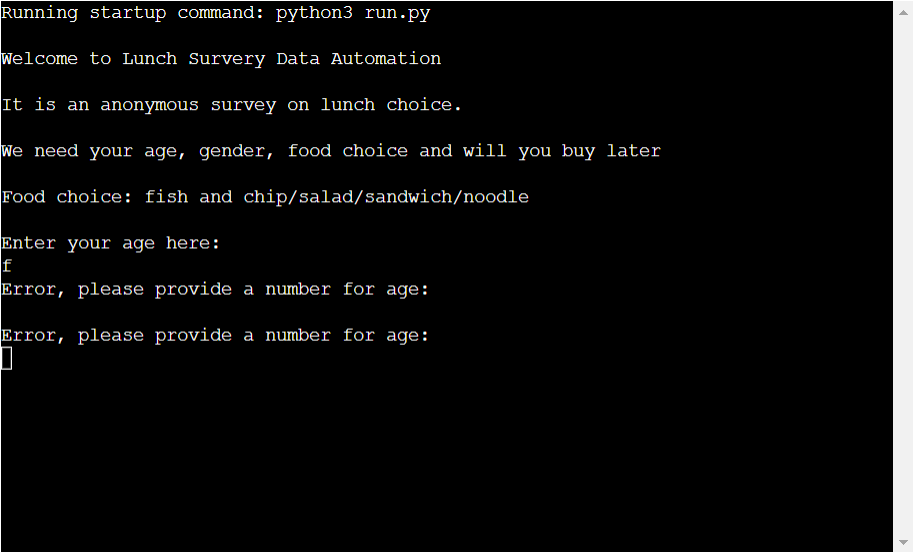 Running startup command: python3 run.py
Welcome to Lunch Survery Data Automation
It is an anonymous survey on lunch choice.
We need your age, gender, food choice and will you buy later
Food choice: fish and chip/salad/sandwich/noodle
Enter your age here:
f
Error, please provide a number for age:
Error, please provide a number for age: